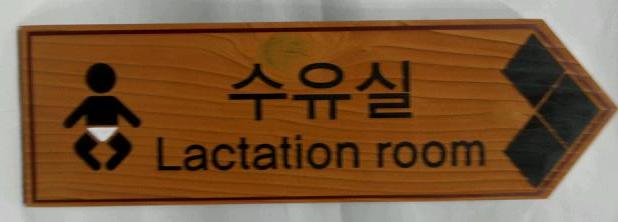 수유실
Lactation room